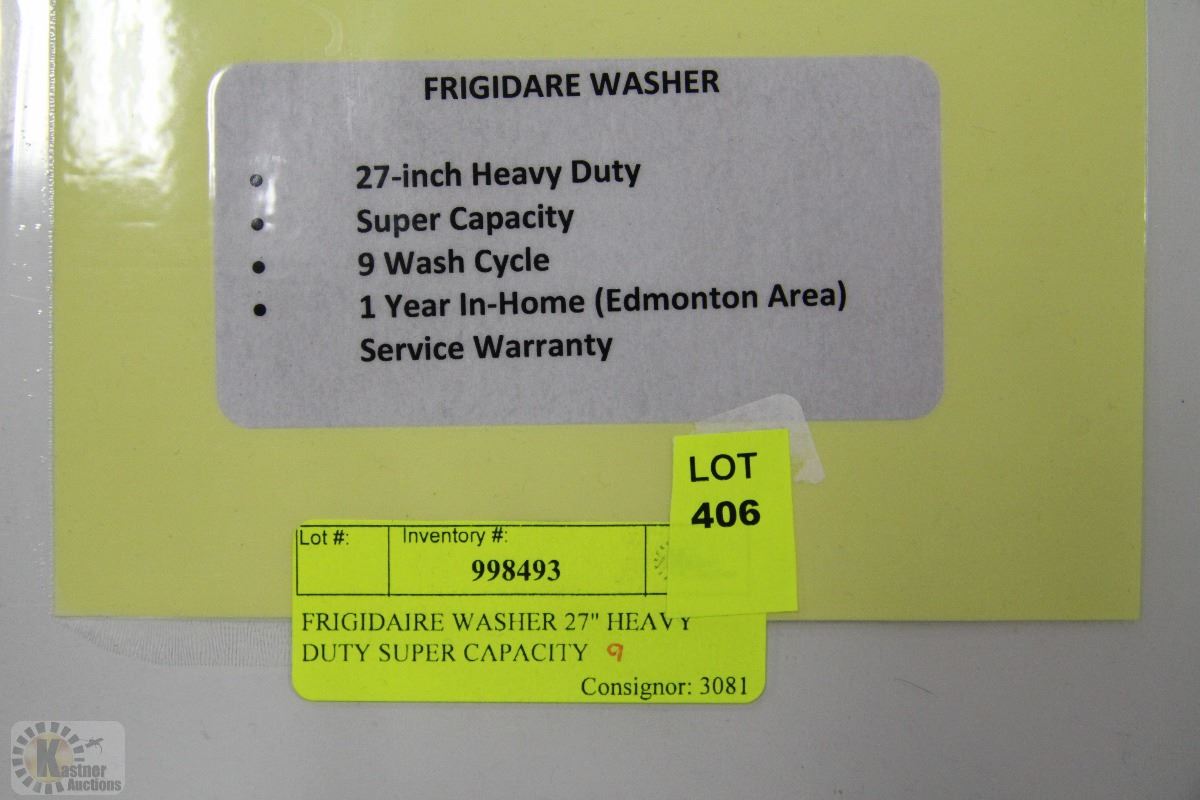 FRIGIDARE WASHER
• 27-inch Heavy Duty
• Super Capacity
• 9 Wash Cycle
• 1 Year In-Home (Edmonton Area)
Service Warranty
LOT
406
Lot #:
Inventory #:
998493
FRIGIDAIRE WASHER 27" HEAVY
DUTY SUPER CAPACITY 9
Consignor: 3081
Kastner
Auctions